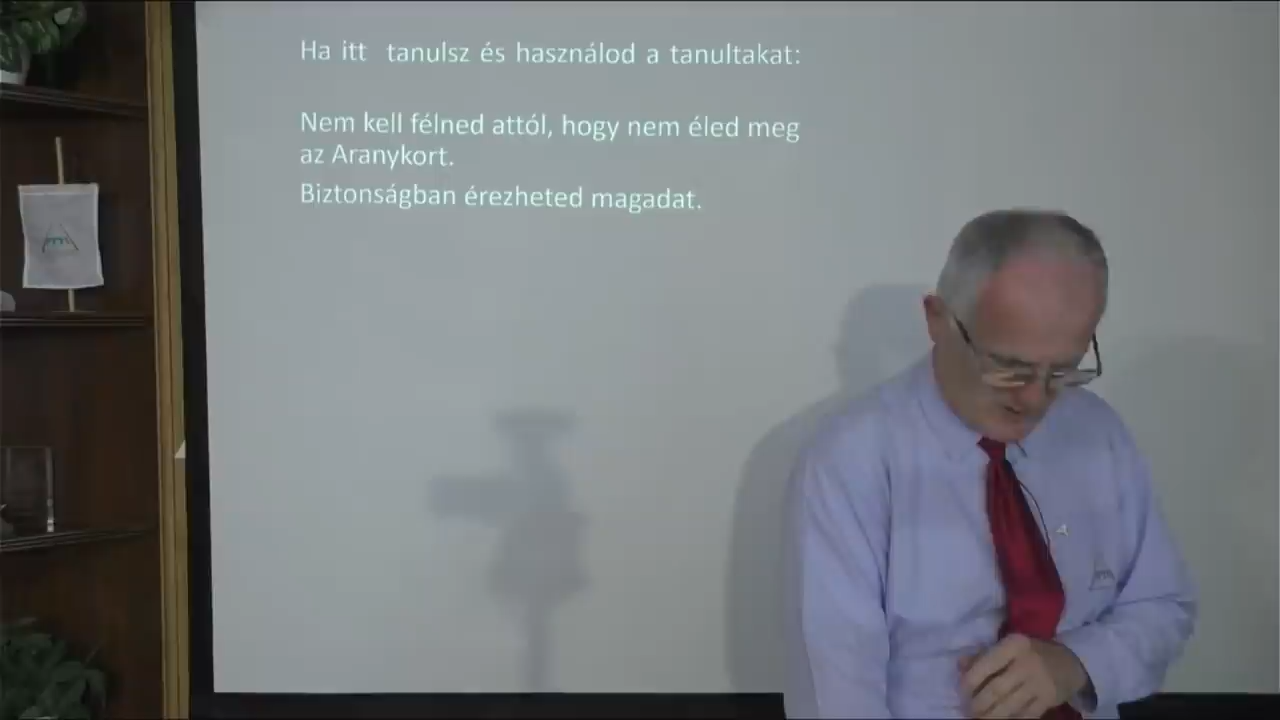 Ha itt tanulsz és használod a tanultakat:
Nem kell félned attól, hogy nem éled meg
az Aranykort.
Biztonságban érezheted magadat.